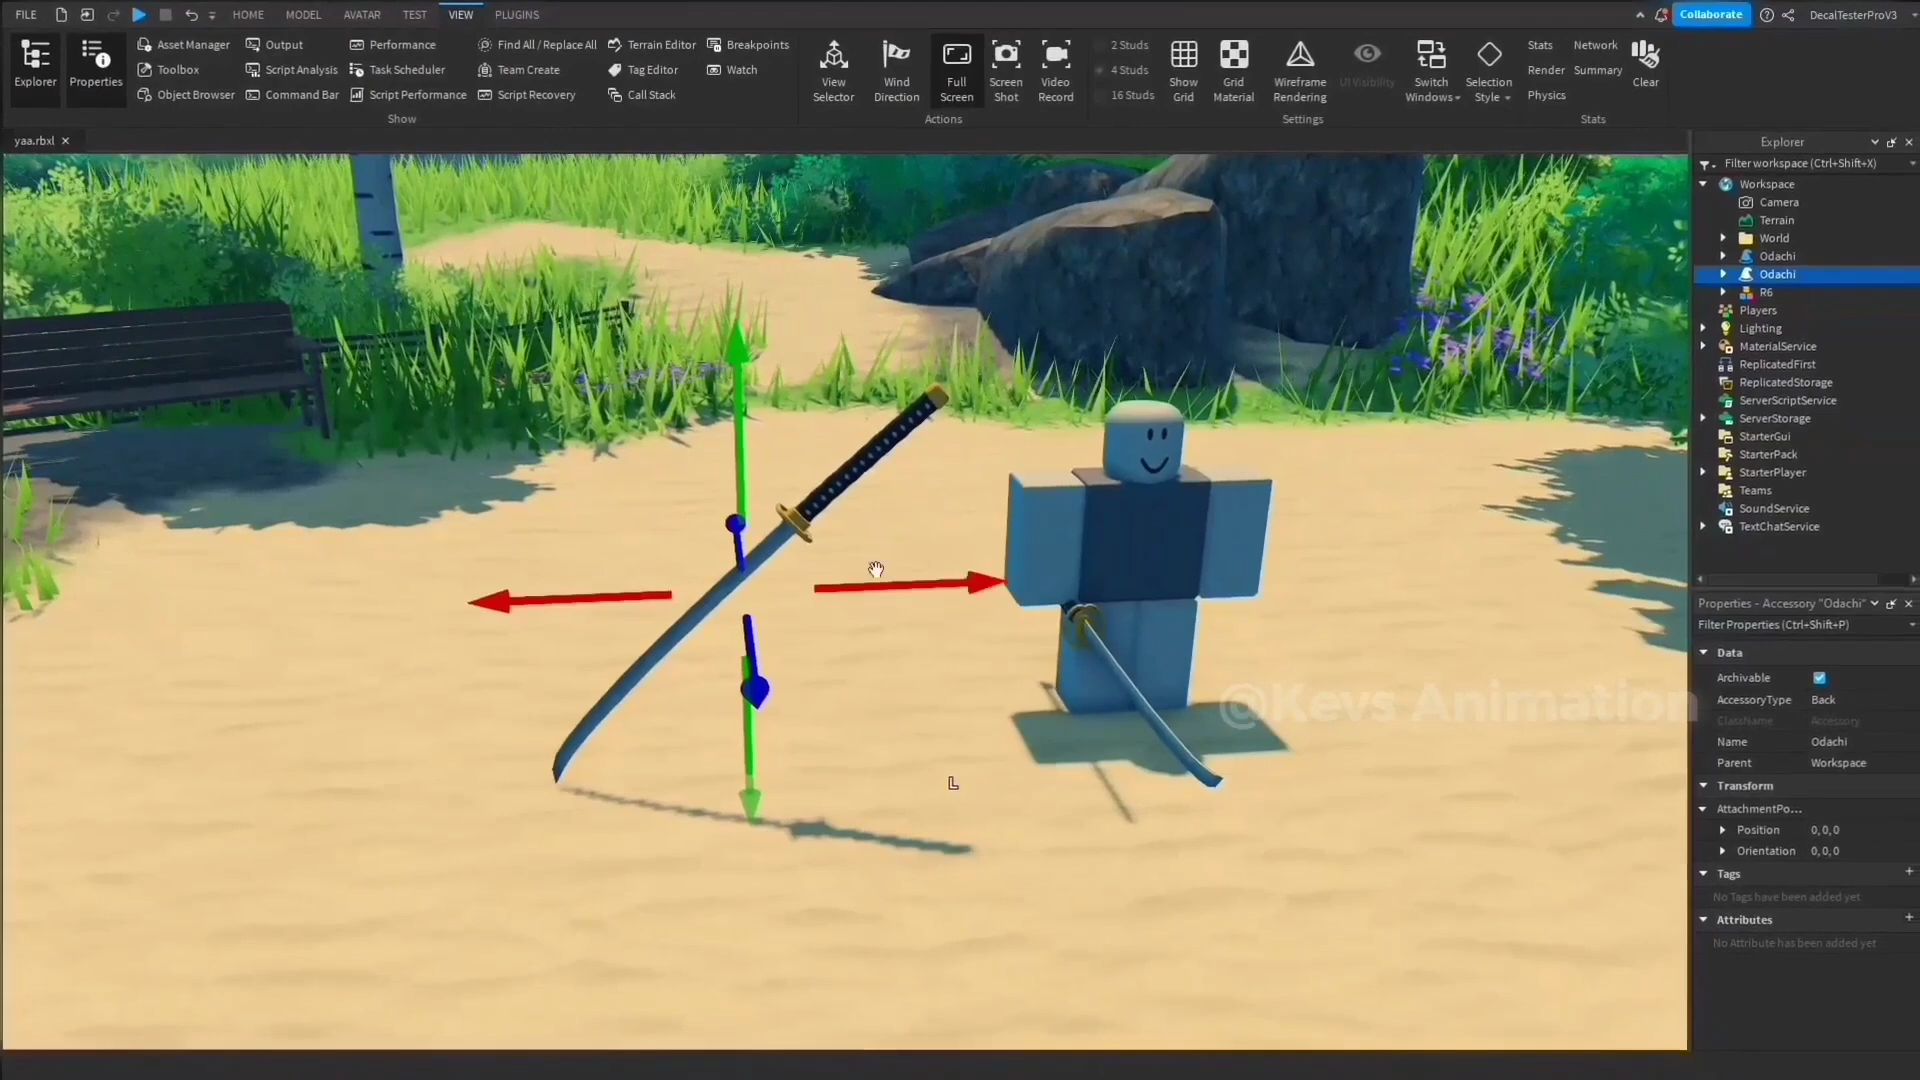 FILE HOME MODEL AVATAR TEST VIEW PLUGINS Collaborate DecalTesterProV3
Explorer
Properties
Asset Manager
Toolbox
Object Browser
Output
Script Analysis
Command Bar
Performance
Task Scheduler
Script Performance
Find All / Replace All
Team Create
Script Recovery
Terrain Editor
Tag Editor
Call Stack
Breakpoints
Watch
Show
View
Selector
Wind
Direction
Full
Screen
Screen
Shot
Video
Record
Actions
2 Studs
4 Studs
16 Studs
Show
Grid
Grid
Material
Wireframe
Rendering
UI Visibility
Switch
Windows
Selection
Style
Settings
Stats
Render
Physics
Network
Summary
Clear
Stats
yaa.rbxl
@Kevs Animation
L
Explorer
Filter workspace (Ctrl+Shift+X)
Workspace
Camera
Terrain
World
Odachi
Odachi
R6
Players
Lighting
MaterialService
ReplicatedFirst
ReplicatedStorage
ServerScriptService
ServerStorage
StarterGui
StarterPack
StarterPlayer
Teams
SoundService
TextChatService
Properties - Accessory "Odachi"
Filter Properties (Ctrl+Shift+P)
Data
Archivable
AccessoryType Back
ClassName Accessory
Name Odachi
Parent Workspace
Transform
AttachmentPo...
Position 0, 0, 0
Orientation 0, 0, 0
Tags
No Tags have been added yet
Attributes
No Attribute has been added yet